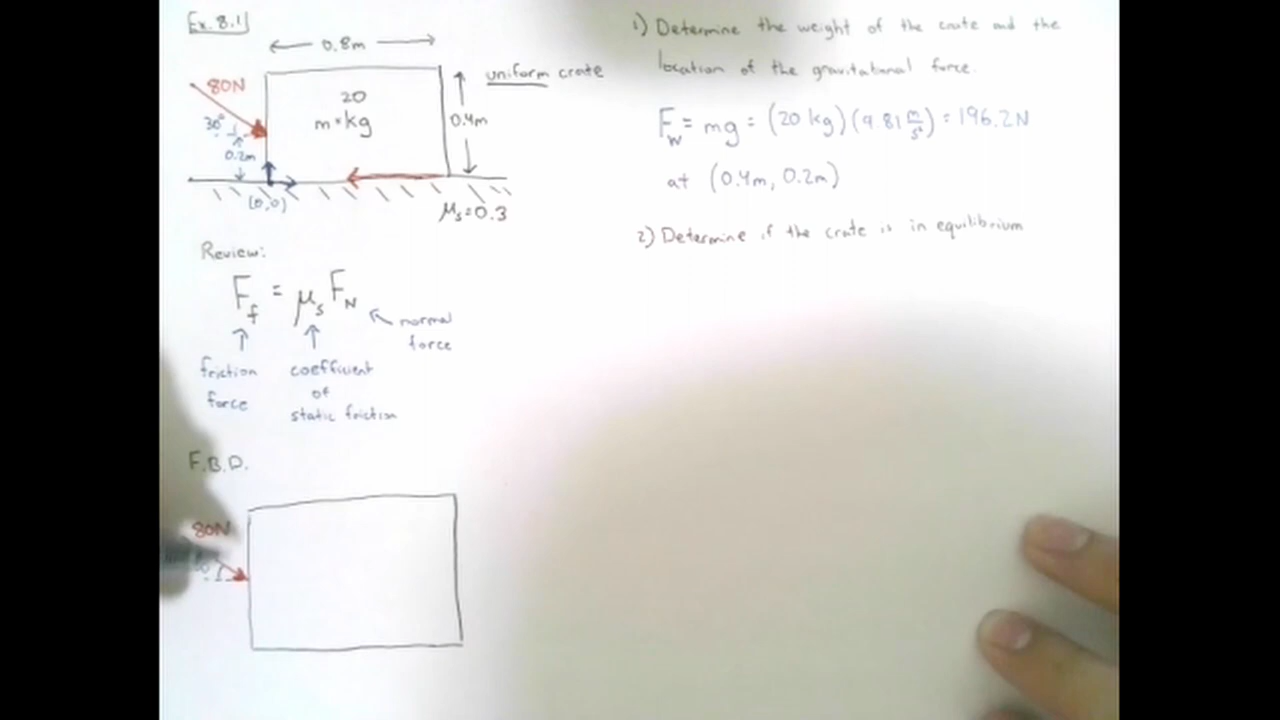 Ex. 8.1
0.8m
80N
uniform crate
20
m=kg
30°
0.4m
0.2m
(0,0)
μs=0.3
Review:
Ff = μs FN
normal
force
friction
force
coefficient
of
static friction
F.B.D.
80N
1) Determine the weight of the crate and the
location of the gravitational force.
Fw = mg = (20 kg)(9.81 m/s²) = 196.2N
at (0.4m, 0.2m)
2) Determine if the crate is in equilibrium